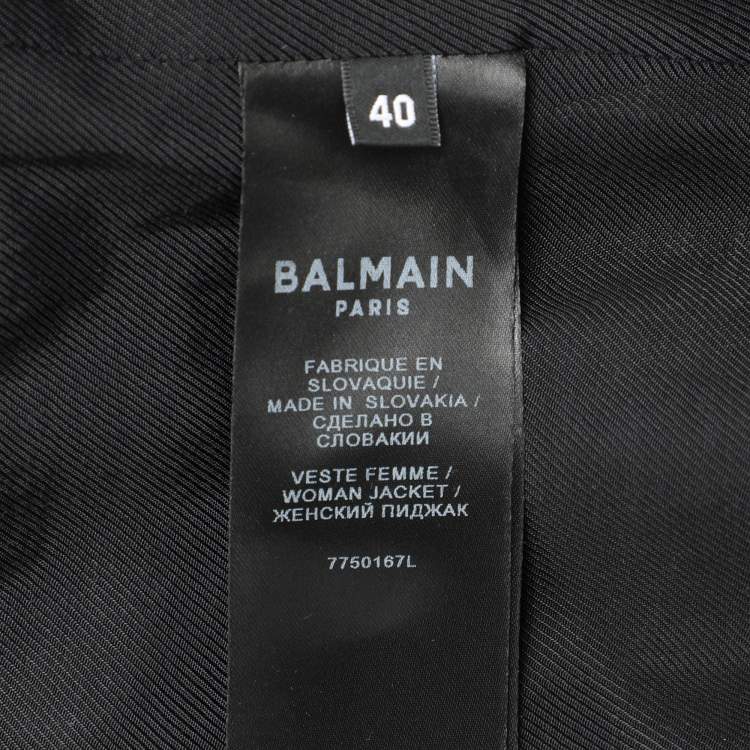 40
BALMAIN
PARIS
FABRIQUE EN
SLOVAQUIE /
MADE IN SLOVAKIA /
СДЕЛАНО В
СЛОВАКИИ
VESTE FEMME /
WOMAN JACKET /
ЖЕНСКИЙ ПИДЖАК
7750167L